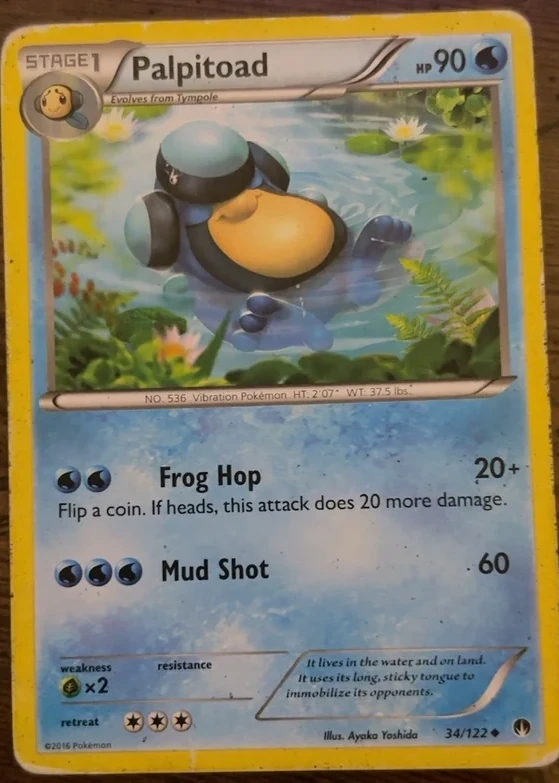 STAGE1
Palpitoad
HP 90
Evolves from Tympole
NO. 536 Vibration Pokémon HT: 2'07" WT: 37.5 lbs.
Frog Hop 20+
Flip a coin. If heads, this attack does 20 more damage.
Mud Shot 60
weakness
×2
resistance
retreat
It lives in the water and on land.
It uses its long, sticky tongue to
immobilize its opponents.
Illus. Ayaka Yoshida
34/122
©2016 Pokémon